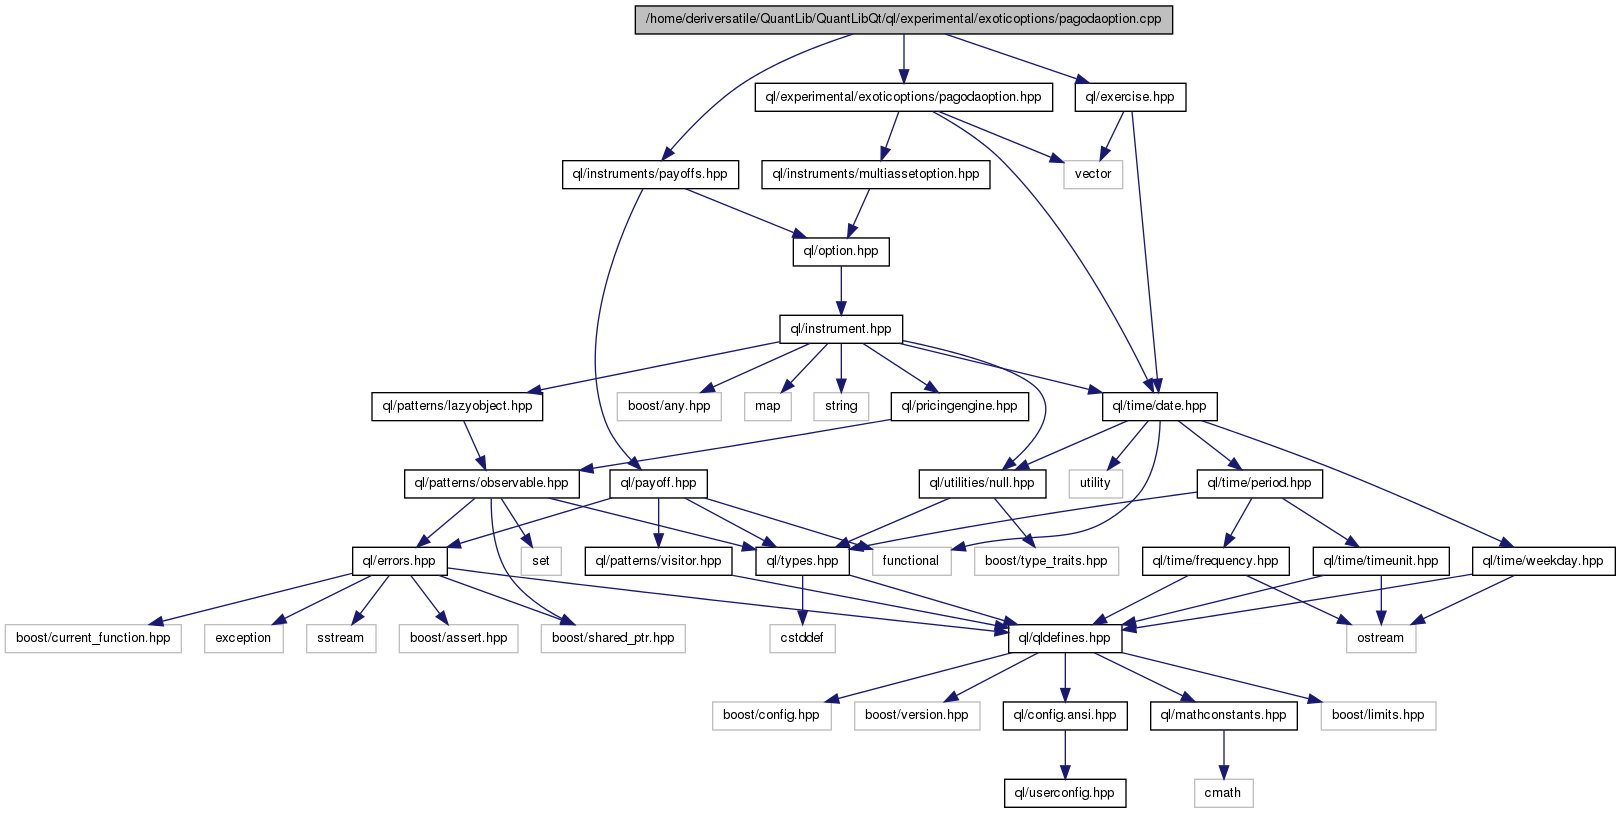 /home/deriversatile/QuantLib/QuantLibQt/ql/experimental/exoticoptions/pagodaoption.cpp
ql/experimental/exoticoptions/pagodaoption.hpp
ql/exercise.hpp
ql/instruments/payoffs.hpp
ql/instruments/multiassetoption.hpp
vector
ql/option.hpp
ql/instrument.hpp
ql/patterns/lazyobject.hpp
boost/any.hpp
map
string
ql/pricingengine.hpp
ql/time/date.hpp
ql/patterns/observable.hpp
ql/payoff.hpp
ql/utilities/null.hpp
utility
ql/time/period.hpp
ql/errors.hpp
set
ql/patterns/visitor.hpp
ql/types.hpp
functional
boost/type_traits.hpp
ql/time/frequency.hpp
ql/time/timeunit.hpp
ql/time/weekday.hpp
boost/current_function.hpp
exception
sstream
boost/assert.hpp
boost/shared_ptr.hpp
cstddef
ql/qldefines.hpp
ostream
boost/config.hpp
boost/version.hpp
ql/config.ansi.hpp
ql/mathconstants.hpp
boost/limits.hpp
ql/userconfig.hpp
cmath